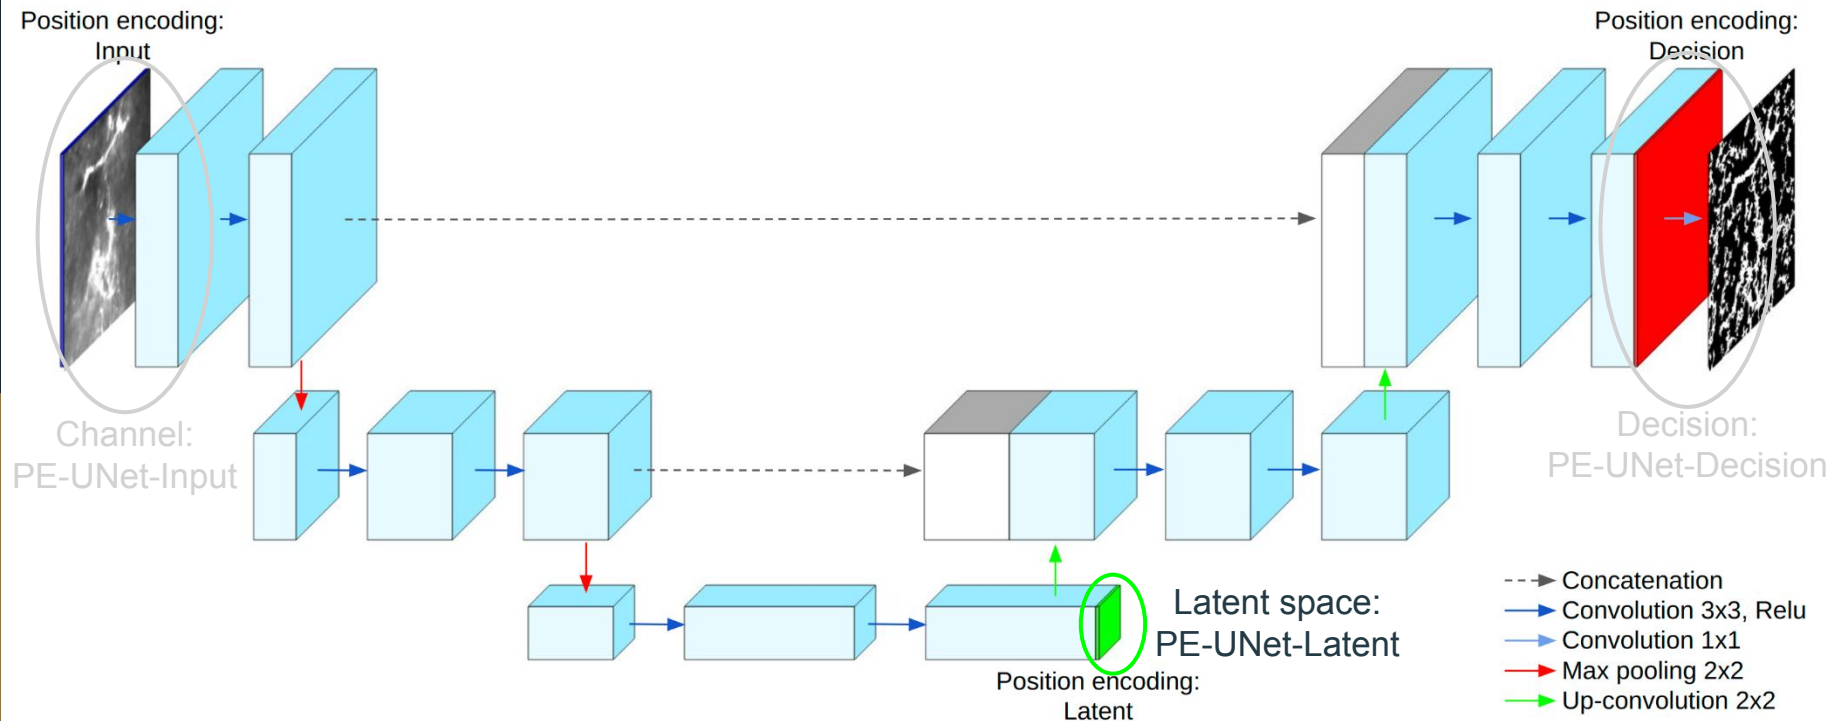 Position encoding:
Input
Position encoding:
Decision
Channel:
PE-UNet-Input
Decision:
PE-UNet-Decision
Latent space:
PE-UNet-Latent
Position encoding:
Latent
Concatenation
Convolution 3x3, Relu
Convolution 1x1
Max pooling 2x2
Up-convolution 2x2